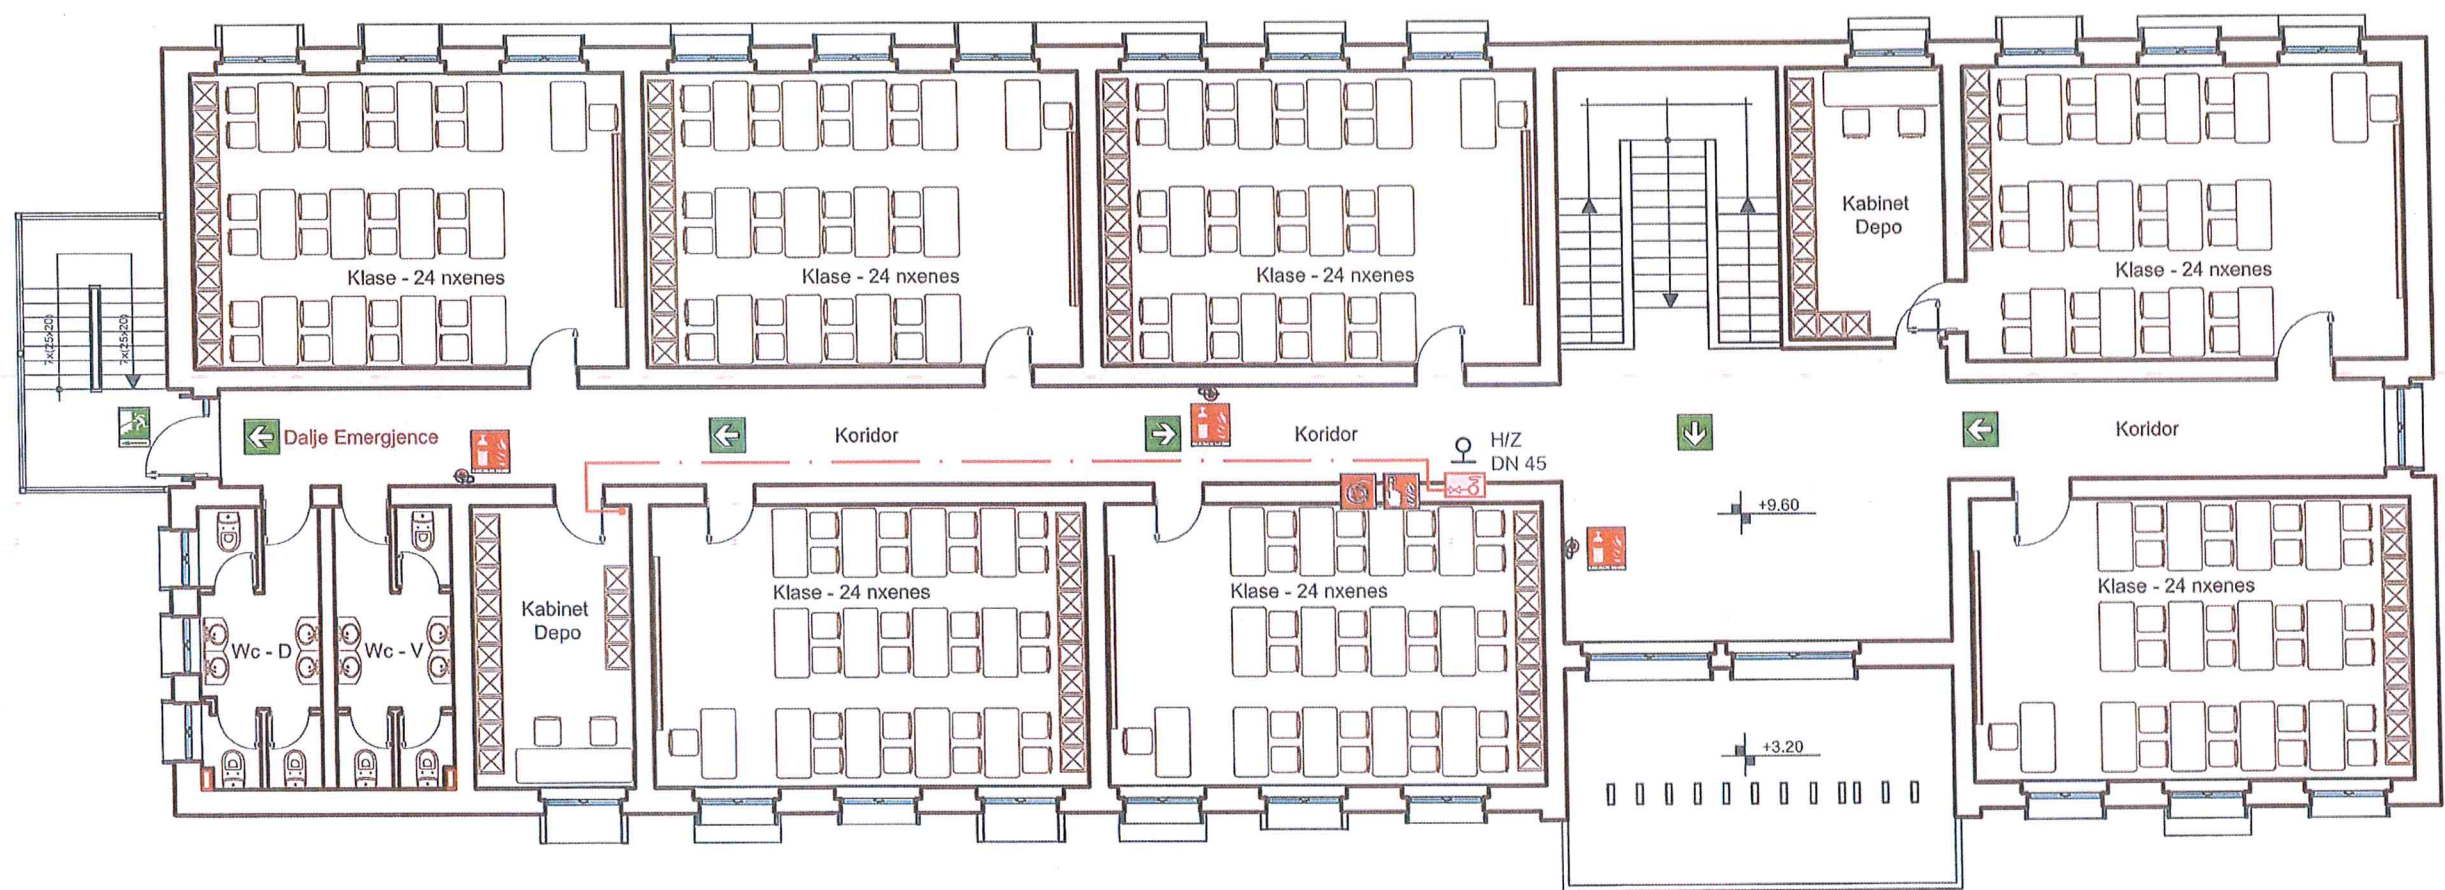 Klase - 24 nxenes
Klase - 24 nxenes
Klase - 24 nxenes
Kabinet
Depo
Klase - 24 nxenes
7x(25x20)
7x(25x20)
Dalje Emergjence
Koridor
Koridor
H/Z
DN 45
Koridor
R
+9.60
Kabinet
Depo
Klase - 24 nxenes
Klase - 24 nxenes
Klase - 24 nxenes
Wc - D
Wc - V
+3.20